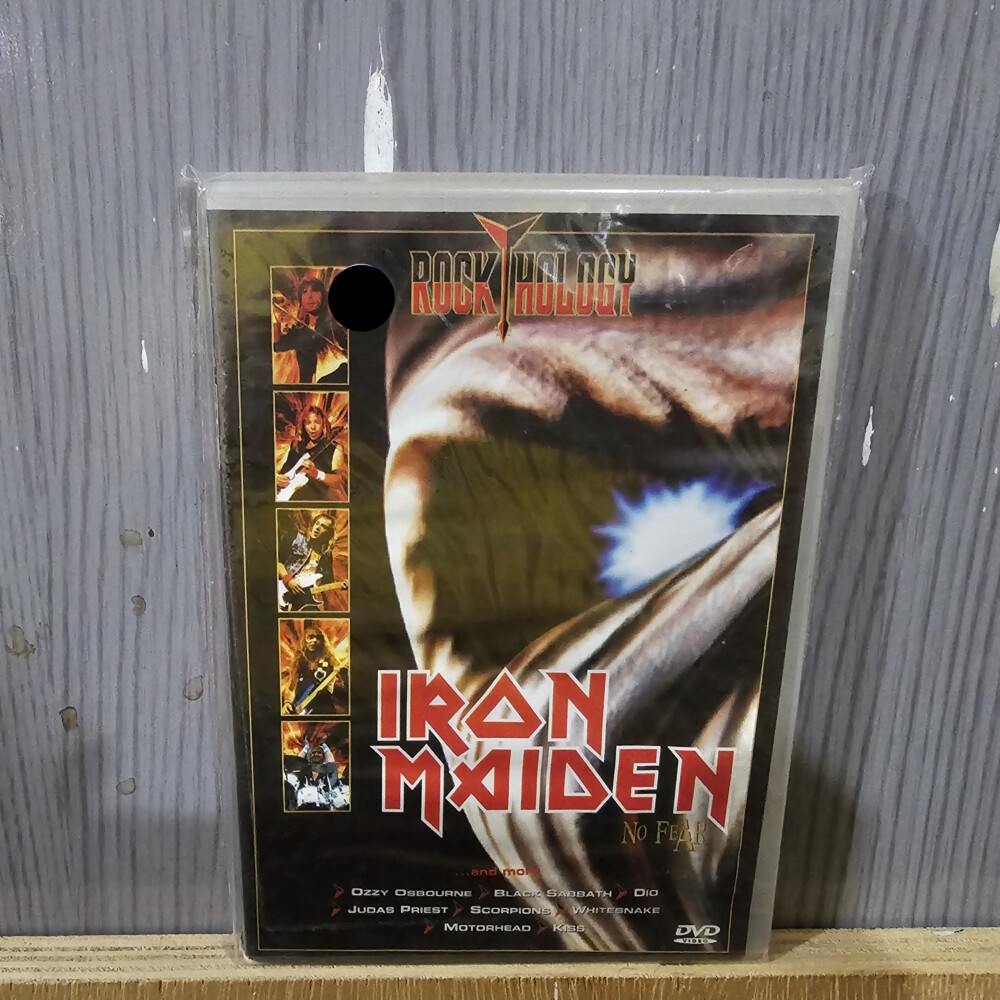 ROCKTHOLOGY
IRON
MAIDEN
NO FEAR
...and more
OZZY OSBOURNE BLACK SABBATH DIO
JUDAS PRIEST SCORPIONS WHITESNAKE
MOTORHEAD KISS
DVD
VIDEO